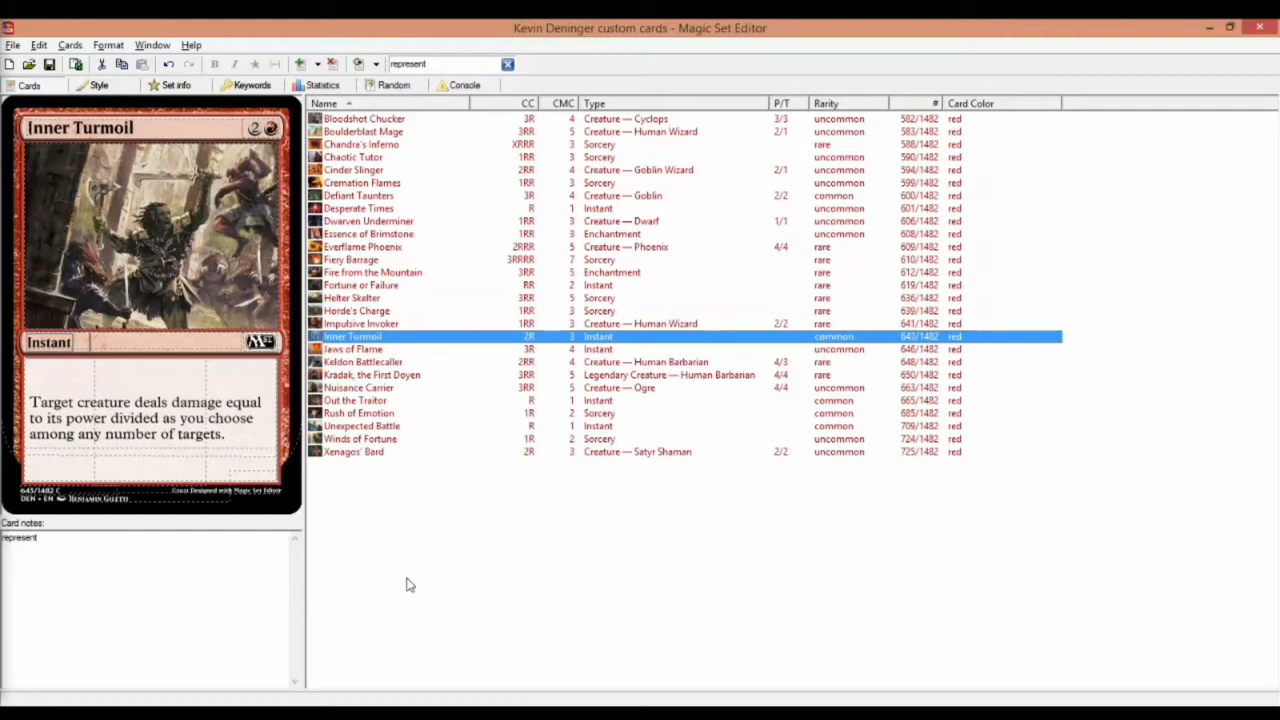 Kevin Deninger custom cards - Magic Set Editor
File Edit Cards Format Window Help
represent
Cards Style Set info Keywords Statistics Random Console
Name CC CMC Type P/T Rarity # Card Color
Bloodshot Chucker 3R 4 Creature — Cyclops 3/3 uncommon 582/1482 red
Boulderblast Mage 3RR 5 Creature — Human Wizard 2/1 uncommon 583/1482 red
Chandra's Inferno XRRR 3 Sorcery rare 588/1482 red
Chaotic Tutor 1RR 3 Sorcery uncommon 590/1482 red
Cinder Slinger 2RR 4 Creature — Goblin Wizard 2/1 uncommon 594/1482 red
Cremation Flames 1RR 3 Sorcery uncommon 599/1482 red
Defiant Taunters 3R 4 Creature — Goblin 2/2 common 600/1482 red
Desperate Times R 1 Instant uncommon 601/1482 red
Dwarven Underminer 1RR 3 Creature — Dwarf 1/1 uncommon 606/1482 red
Essence of Brimstone 1RR 3 Enchantment uncommon 608/1482 red
Everflame Phoenix 2RRR 5 Creature — Phoenix 4/4 rare 609/1482 red
Fiery Barrage 3RRRR 7 Sorcery rare 610/1482 red
Fire from the Mountain 3RR 5 Enchantment rare 612/1482 red
Fortune or Failure RR 2 Instant rare 619/1482 red
Helter Skelter 3RR 5 Sorcery rare 636/1482 red
Horde's Charge 1RR 3 Sorcery rare 639/1482 red
Impulsive Invoker 1RR 3 Creature — Human Wizard 2/2 rare 641/1482 red
Inner Turmoil 2R 3 Instant common 643/1482 red
Jaws of Flame 3R 4 Instant uncommon 646/1482 red
Keldon Battlecaller 2RR 4 Creature — Human Barbarian 4/3 rare 648/1482 red
Kradak, the First Doyen 3RR 5 Legendary Creature — Human Barbarian 4/4 rare 650/1482 red
Nuisance Carrier 3RR 5 Creature — Ogre 4/4 uncommon 663/1482 red
Out the Traitor R 1 Instant common 665/1482 red
Rush of Emotion 1R 2 Sorcery common 685/1482 red
Unexpected Battle R 1 Instant common 709/1482 red
Winds of Fortune 1R 2 Sorcery uncommon 724/1482 red
Xenagos' Bard 2R 3 Creature — Satyr Shaman 2/2 uncommon 725/1482 red
Inner Turmoil 2
Instant
Target creature deals damage equal
to its power divided as you choose
among any number of targets.
643/1482 C
DEN • EN Benjamin Giletto
Card notes:
represent